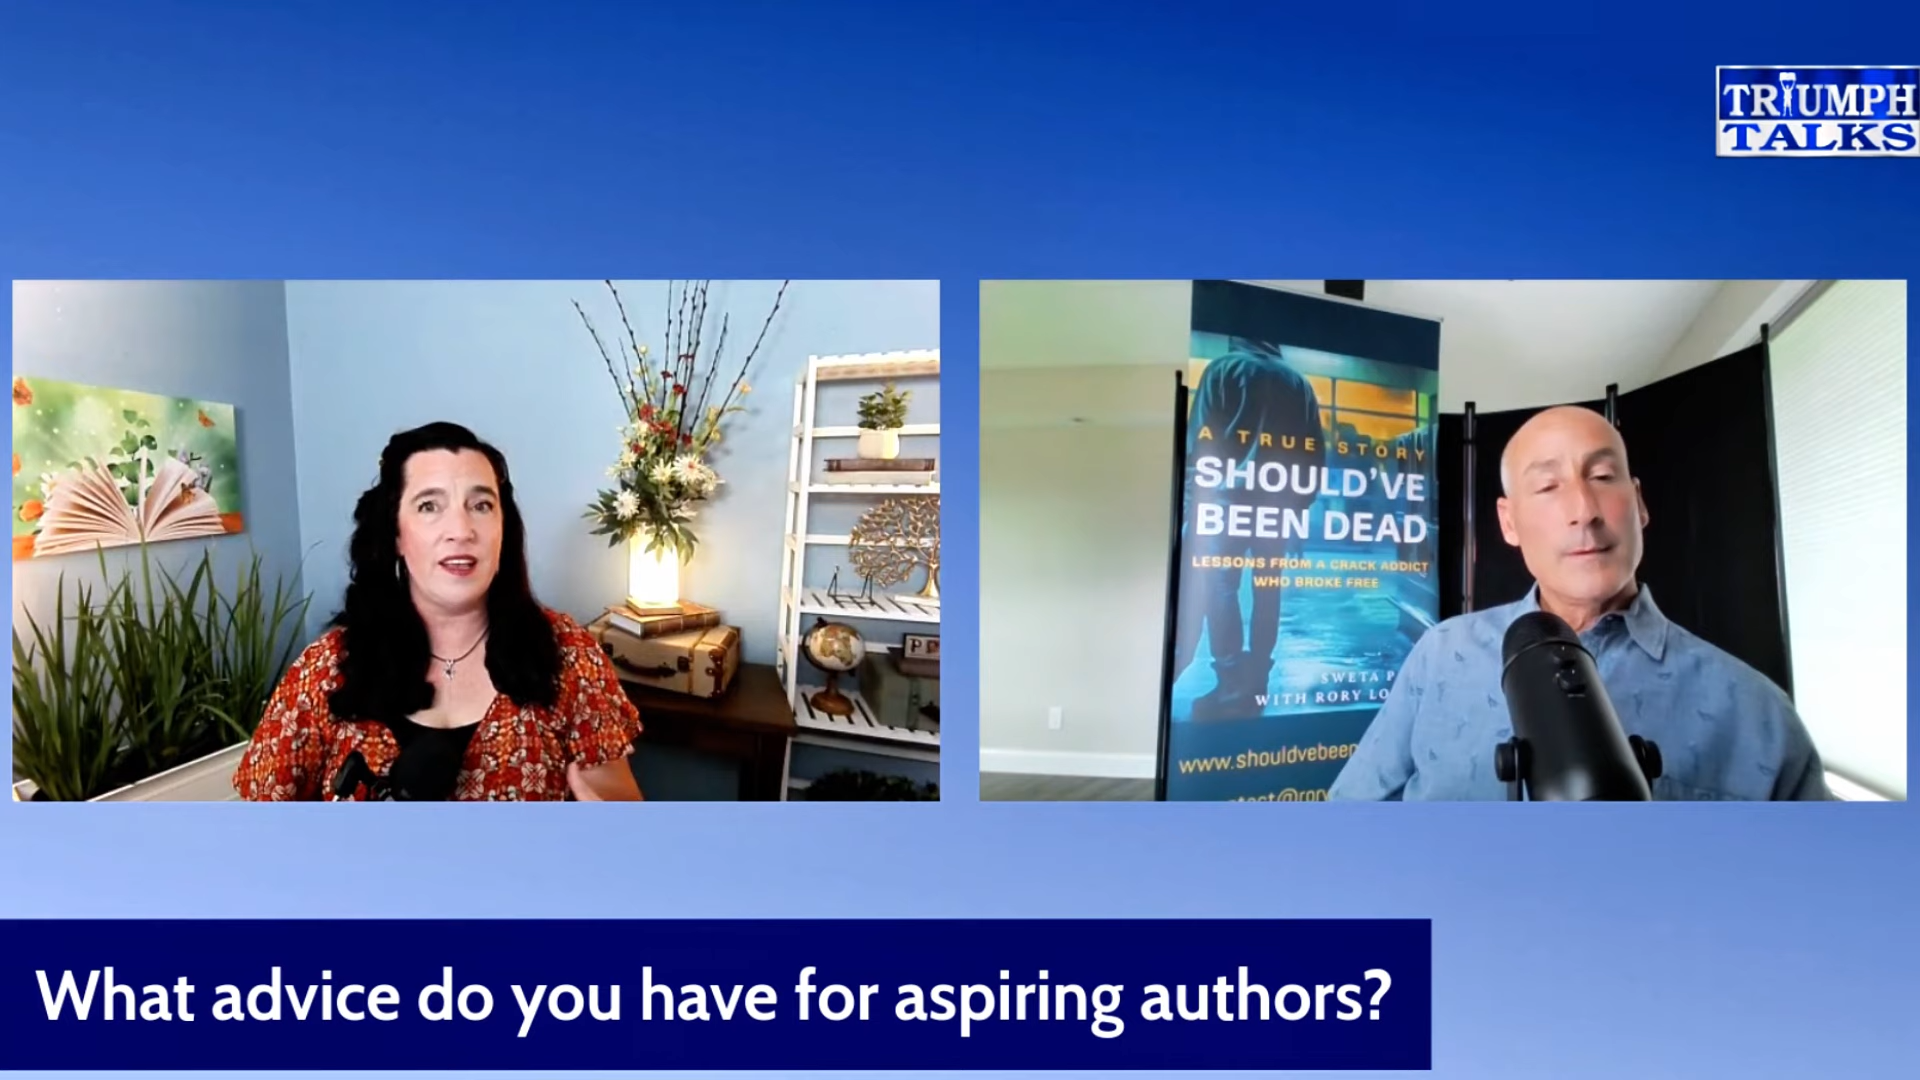 TRIUMPH
TALKS
A TRUE STORY
SHOULD'VE
BEEN DEAD
LESSONS FROM A CRACK ADDICT
WHO BROKE FREE
SWETA
WITH RORY
What advice do you have for aspiring authors?